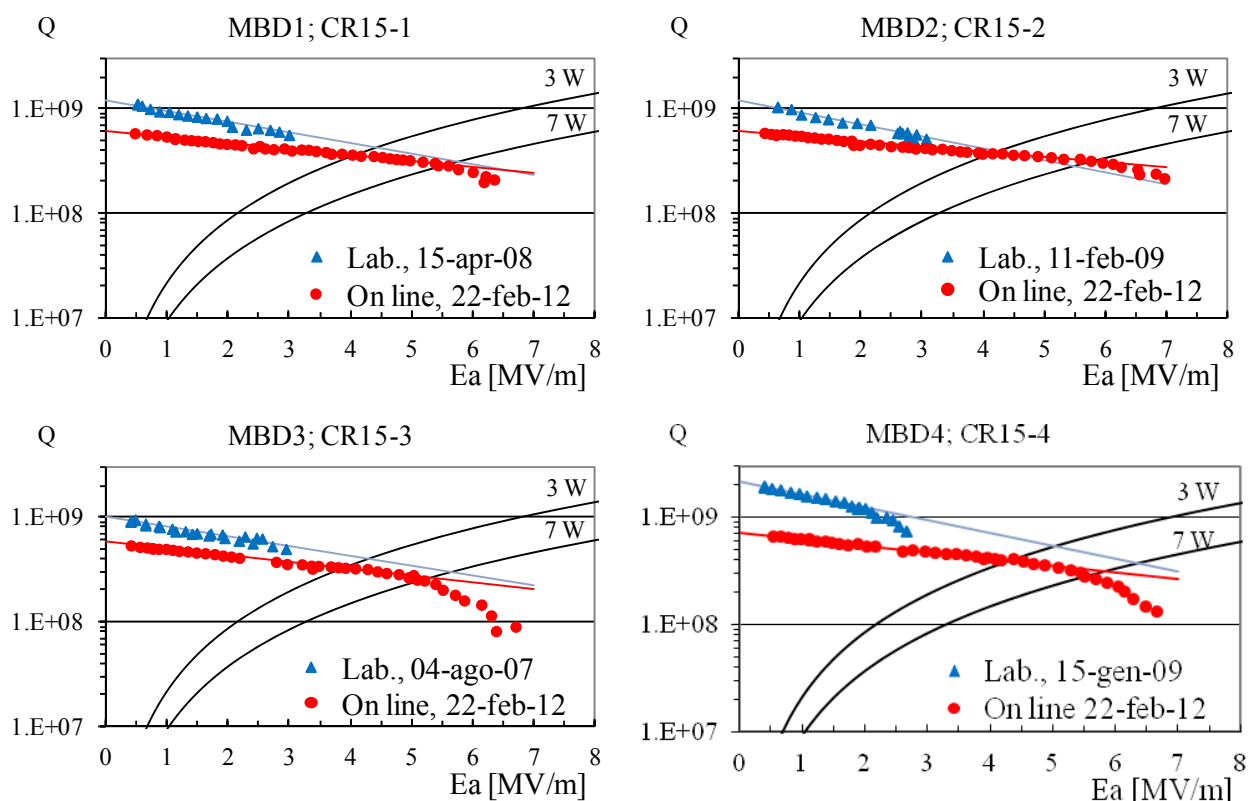 Q MBD1; CR15-1
3 W
1.E+09
7 W
1.E+08
Lab., 15-apr-08
On line, 22-feb-12
1.E+07
0 1 2 3 4 5 6 7 8
Ea [MV/m]
Q MBD2; CR15-2
3 W
1.E+09
7 W
1.E+08
Lab., 11-feb-09
On line, 22-feb-12
1.E+07
0 1 2 3 4 5 6 7 8
Ea [MV/m]
Q MBD3; CR15-3
3 W
1.E+09
7 W
1.E+08
Lab., 04-ago-07
On line, 22-feb-12
1.E+07
0 1 2 3 4 5 6 7 8
Ea [MV/m]
Q MBD4; CR15-4
3 W
1.E+09
7 W
1.E+08
Lab., 15-gen-09
On line 22-feb-12
1.E+07
0 1 2 3 4 5 6 7 8
Ea [MV/m]